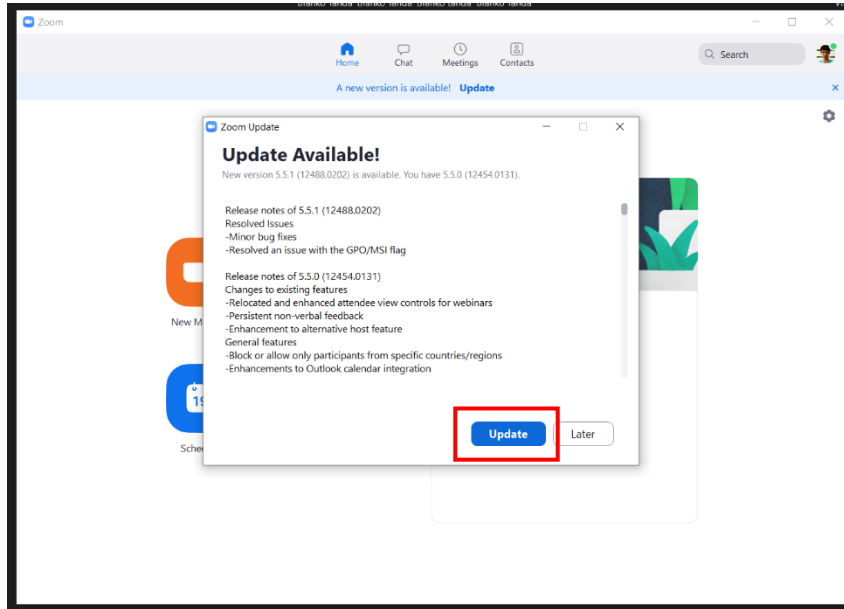 Zoom
Home Chat Meetings Contacts
Search
A new version is available! Update
Zoom Update
Update Available!
New version 5.5.1 (12488.0202) is available. You have 5.5.0 (12454.0131).
Release notes of 5.5.1 (12488.0202)
Resolved Issues
-Minor bug fixes
-Resolved an issue with the GPO/MSI flag
Release notes of 5.5.0 (12454.0131)
Changes to existing features
-Relocated and enhanced attendee view controls for webinars
-Persistent non-verbal feedback
-Enhancement to alternative host feature
General features
-Block or allow only participants from specific countries/regions
-Enhancements to Outlook calendar integration
New M
19
Sche
Update Later